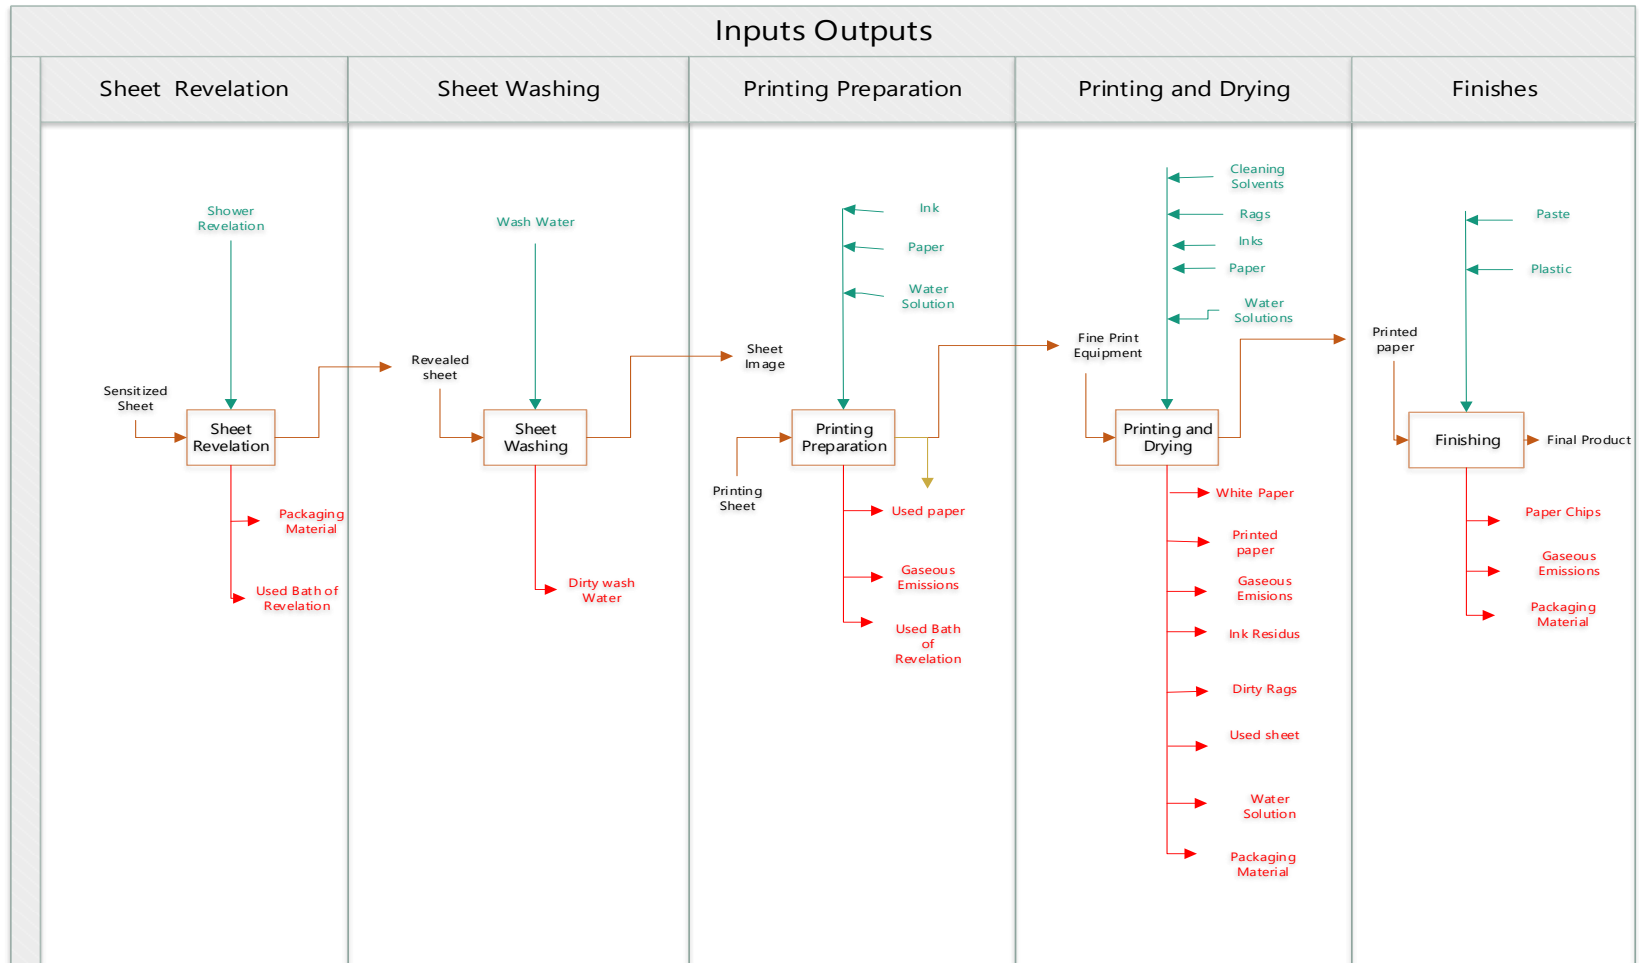 Inputs Outputs
Sheet Revelation
Sheet Washing
Printing Preparation
Printing and Drying
Finishes
Shower
Revelation
Sensitized
Sheet
Sheet
Revelation
Packaging
Material
Used Bath of
Revelation
Wash Water
Revealed
sheet
Sheet
Washing
Dirty wash
Water
Ink
Paper
Water
Solution
Sheet
Image
Printing
Preparation
Printing
Sheet
Used paper
Gaseous
Emissions
Used Bath
of
Revelation
Cleaning
Solvents
Rags
Inks
Paper
Water
Solutions
Fine Print
Equipment
Printing and
Drying
White Paper
Printed
paper
Gaseous
Emisions
Ink Residus
Dirty Rags
Used sheet
Water
Solution
Packaging
Material
Paste
Plastic
Printed
paper
Finishing
Final Product
Paper Chips
Gaseous
Emissions
Packaging
Material